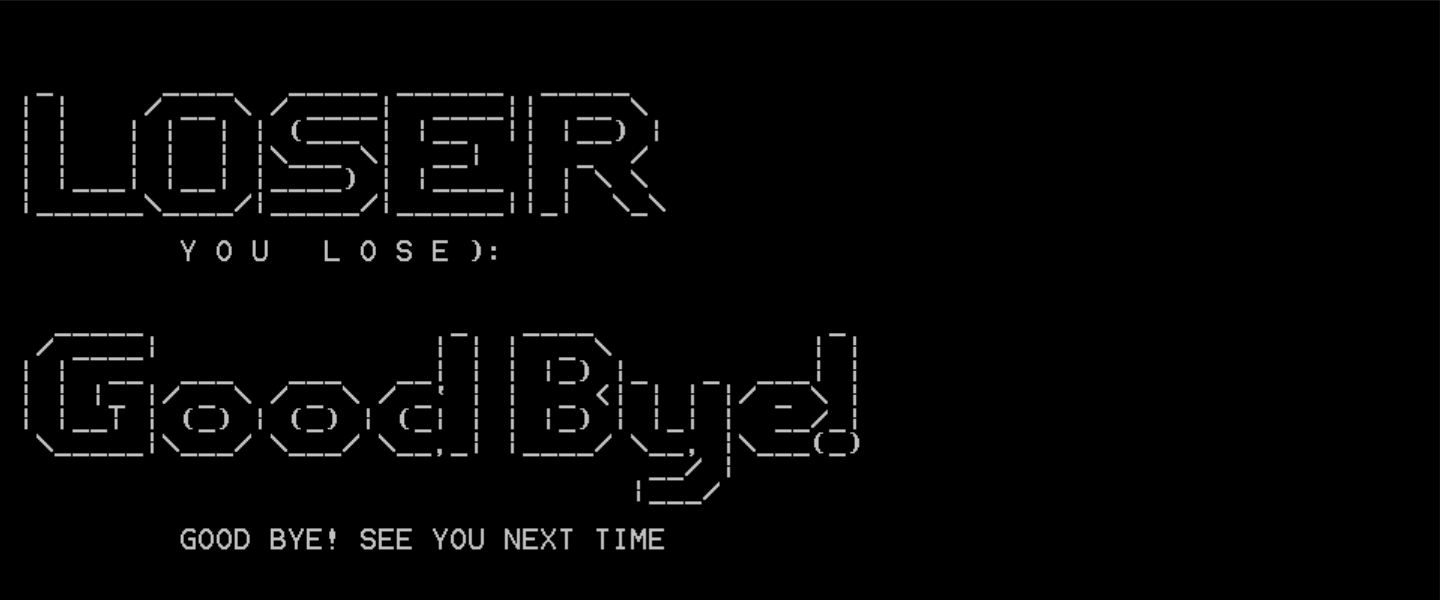 LOSER
Y O U   L O S E ):
Good Bye!
GOOD BYE! SEE YOU NEXT TIME